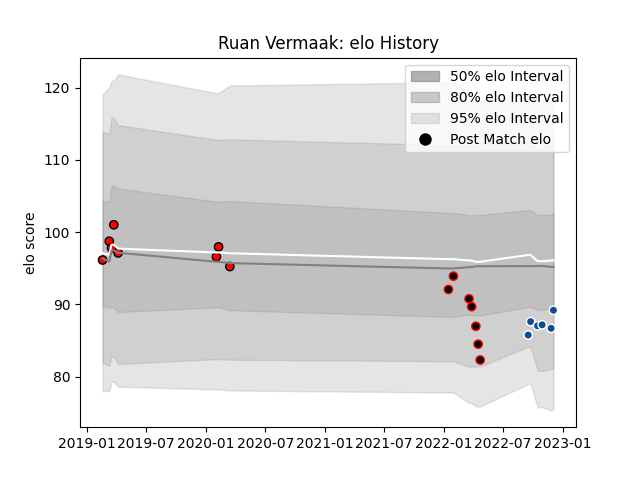 Ruan Vermaak: elo History
50% elo Interval
80% elo Interval
95% elo Interval
Post Match elo
elo score
120
110
100
90
80
2019-01 2019-07 2020-01 2020-07 2021-01 2021-07 2022-01 2022-07 2023-01